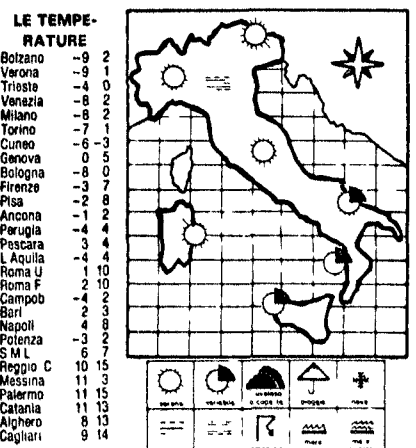 LE TEMPE-
RATURE
Bolzano -9 2
Verona -9 1
Trieste -4 0
Venezia -8 2
Milano -8 2
Torino -7 1
Cuneo -6 -3
Genova 0 5
Bologna -8 0
Firenze -3 7
Pisa -2 8
Ancona -1 2
Perugia -4 4
Pescara 3 4
L Aquila -4 4
Roma U 1 10
Roma F 2 10
Campob -4 2
Bari 2 3
Napoli 4 8
Potenza -3 2
S M L 6 7
Reggio C 10 15
Messina 11 3
Palermo 11 15
Catania 11 13
Alghero 8 13
Cagliari 9 14
sereno variabile nuvoloso pioggia neve
o coperto